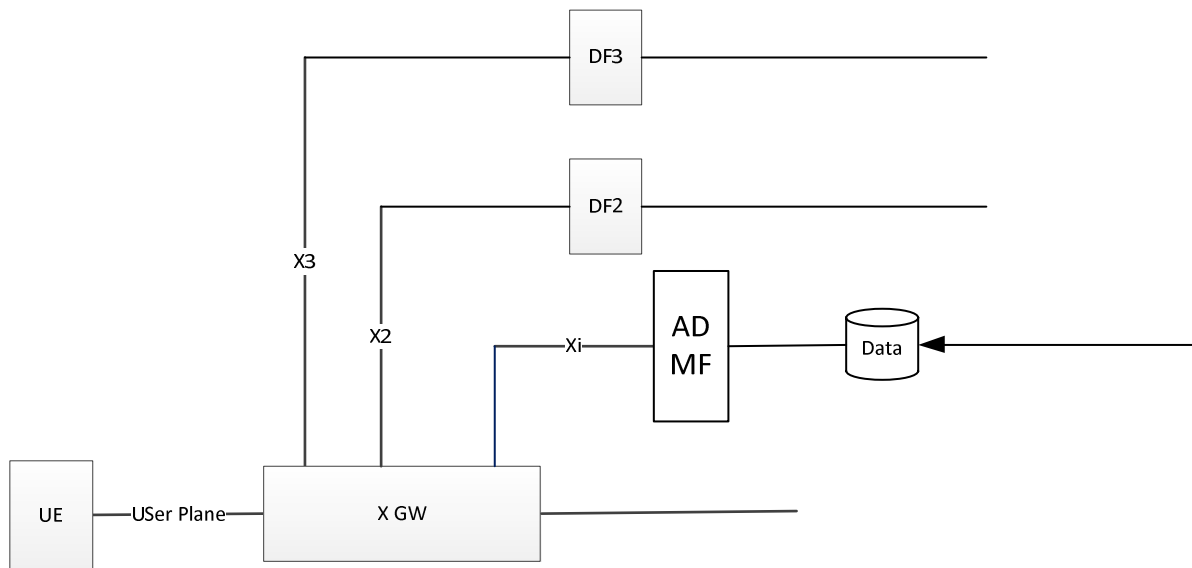 DF3
DF2
X3
X2
Xi
AD
MF
Data
UE
USer Plane
X GW